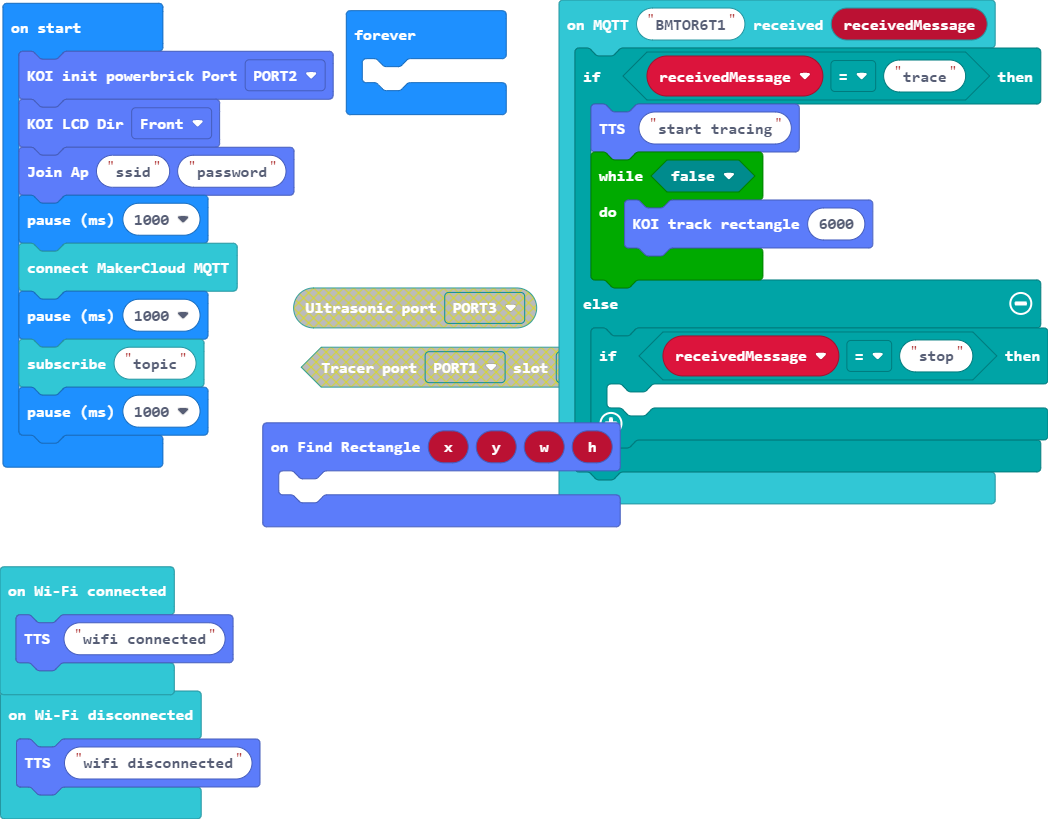 on start
KOI init powerbrick Port PORT2
KOI LCD Dir Front
Join Ap "ssid" "password"
pause (ms) 1000
connect MakerCloud MQTT
pause (ms) 1000
subscribe "topic"
pause (ms) 1000
forever
Ultrasonic port PORT3
Tracer port PORT1 slot
on Find Rectangle x y w h
on MQTT "BMTOR6T1" received receivedMessage
if receivedMessage = "trace" then
TTS "start tracing"
while false
do KOI track rectangle 6000
else
if receivedMessage = "stop" then
on Wi-Fi connected
TTS "wifi connected"
on Wi-Fi disconnected
TTS "wifi disconnected"